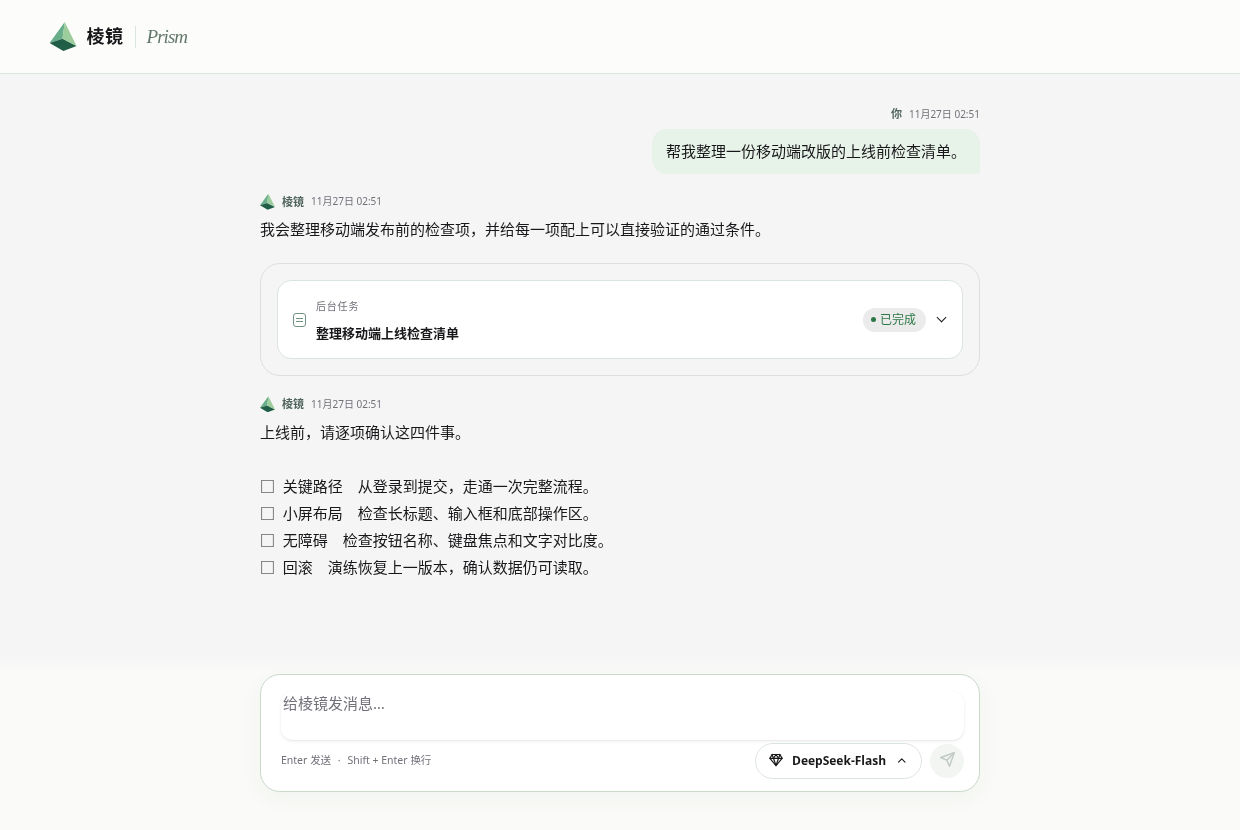 棱镜 Prism
你 11月27日 02:51
帮我整理一份移动端改版的上线前检查清单。
棱镜 11月27日 02:51
我会整理移动端发布前的检查项，并给每一项配上可以直接验证的通过条件。
后台任务
整理移动端上线检查清单
已完成
棱镜 11月27日 02:51
上线前，请逐项确认这四件事。
☐ 关键路径　从登录到提交，走通一次完整流程。
☐ 小屏布局　检查长标题、输入框和底部操作区。
☐ 无障碍　检查按钮名称、键盘焦点和文字对比度。
☐ 回滚　演练恢复上一版本，确认数据仍可读取。
给棱镜发消息...
Enter 发送 · Shift + Enter 换行
DeepSeek-Flash